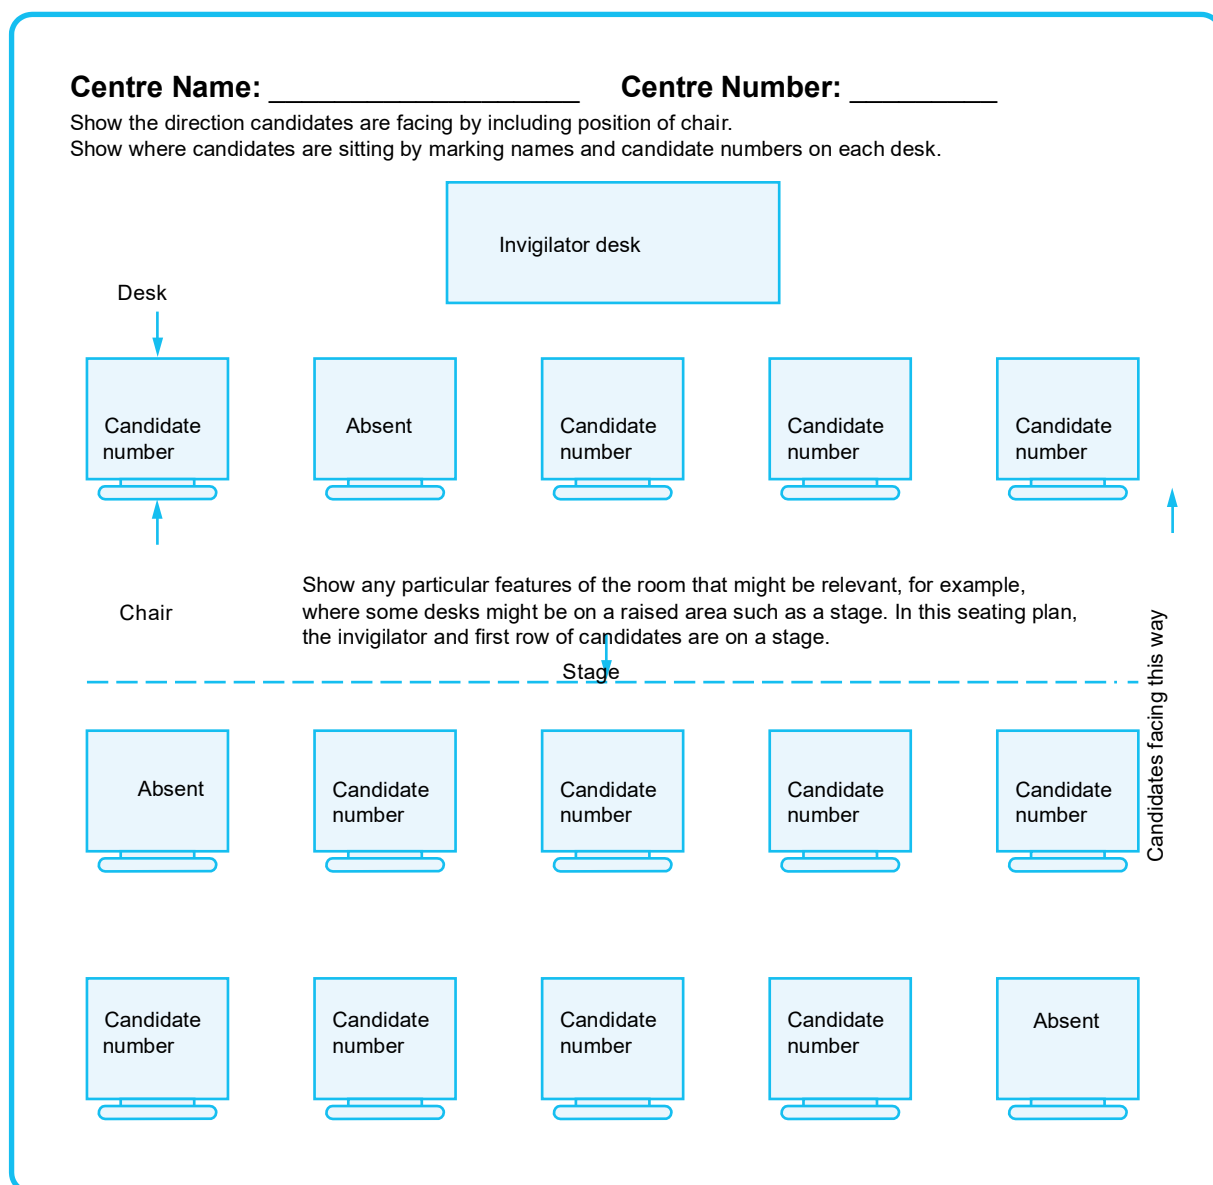 Centre Name: ___________________ Centre Number: _________
Show the direction candidates are facing by including position of chair.
Show where candidates are sitting by marking names and candidate numbers on each desk.
Invigilator desk
Desk
Candidate
number
Absent
Candidate
number
Candidate
number
Candidate
number
Chair
Show any particular features of the room that might be relevant, for example,
where some desks might be on a raised area such as a stage. In this seating plan,
the invigilator and first row of candidates are on a stage.
Stage
Candidates facing this way
Absent
Candidate
number
Candidate
number
Candidate
number
Candidate
number
Candidate
number
Candidate
number
Candidate
number
Candidate
number
Absent